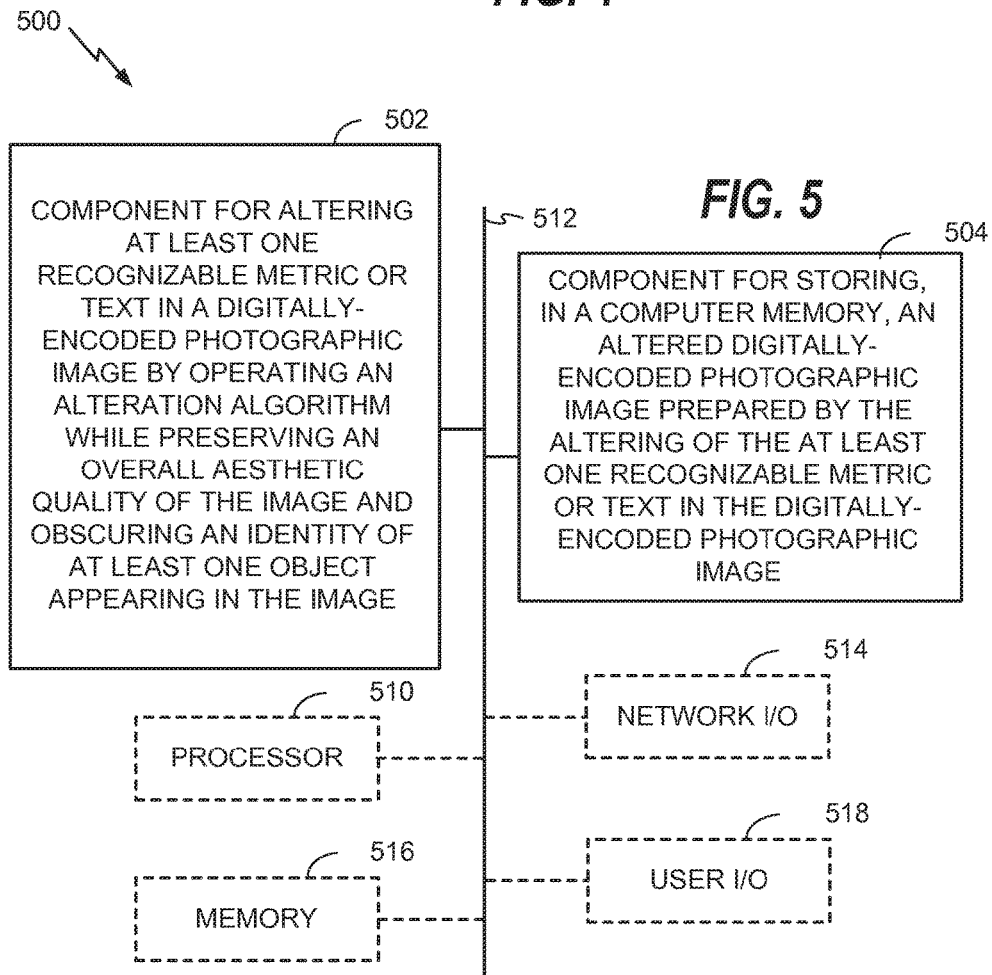 500
502
COMPONENT FOR ALTERING
AT LEAST ONE
RECOGNIZABLE METRIC OR
TEXT IN A DIGITALLY-
ENCODED PHOTOGRAPHIC
IMAGE BY OPERATING AN
ALTERATION ALGORITHM
WHILE PRESERVING AN
OVERALL AESTHETIC
QUALITY OF THE IMAGE AND
OBSCURING AN IDENTITY OF
AT LEAST ONE OBJECT
APPEARING IN THE IMAGE
512
FIG. 5
504
COMPONENT FOR STORING,
IN A COMPUTER MEMORY, AN
ALTERED DIGITALLY-
ENCODED PHOTOGRAPHIC
IMAGE PREPARED BY THE
ALTERING OF THE AT LEAST
ONE RECOGNIZABLE METRIC
OR TEXT IN THE DIGITALLY-
ENCODED PHOTOGRAPHIC
IMAGE
510
PROCESSOR
514
NETWORK I/O
516
MEMORY
518
USER I/O